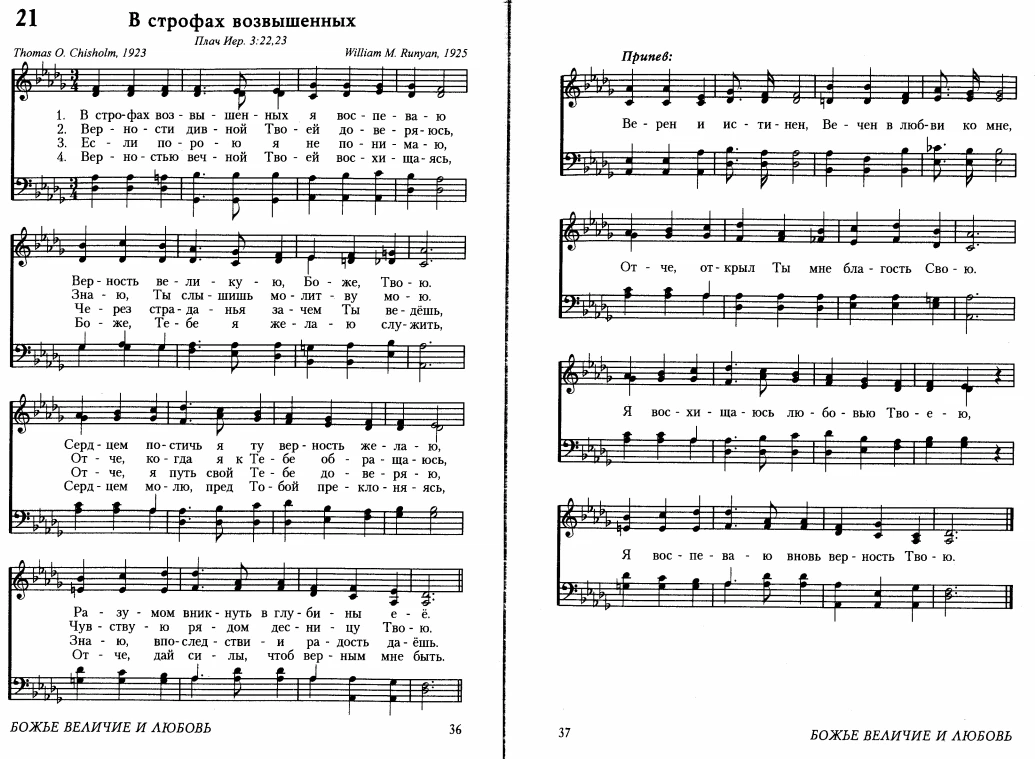 21
В строфах возвышенных
Плач Иер. 3:22,23
Thomas O. Chisholm, 1923
William M. Runyan, 1925
1. В стро-фах воз - вы - шен - ных я вос - пе - ва - ю
2. Вер - но - сти див - ной Тво - ей до - ве - ря-юсь,
3. Ес - ли по - ро - ю я не по - ни - ма - ю,
4. Вер - но - стью веч - ной Тво - ей вос - хи - ща-ясь,
Вер - ность ве - ли - ку - ю, Бо - же, Тво - ю.
Зна - ю, Ты слы - шишь мо - лит - ву мо - ю.
Че - рез стра-да - нья за - чем Ты ве - дёшь,
Бо - же, Те - бе я же - ла - ю слу-жить,
Серд - цем по - стичь я ту вер - ность же - ла - ю,
От - че, ко - гда я к Те - бе об - ра - ща - юсь,
От - че, я путь свой Те - бе до - ве - ря - ю,
Серд - цем мо - лю, пред То - бой пре - кло - ня - ясь,
Ра - зу - мом вник - нуть в глу - би - ны е - ё.
Чув - ству - ю ря - дом дес - ни - цу Тво - ю.
Зна - ю, впо-след - стви - и ра - дость да - ёшь.
От - че, дай си - лы, чтоб вер - ным мне быть.
БОЖЬЕ ВЕЛИЧИЕ И ЛЮБОВЬ
36
Припев:
Ве - рен и ис - ти - нен, Ве - чен в люб-ви ко мне,
От - че, от - крыл Ты мне бла - гость Сво - ю.
Я вос - хи - ща - юсь лю - бо - вью Тво - е - ю,
Я вос - пе - ва - ю вновь вер - ность Тво - ю.
37
БОЖЬЕ ВЕЛИЧИЕ И ЛЮБОВЬ